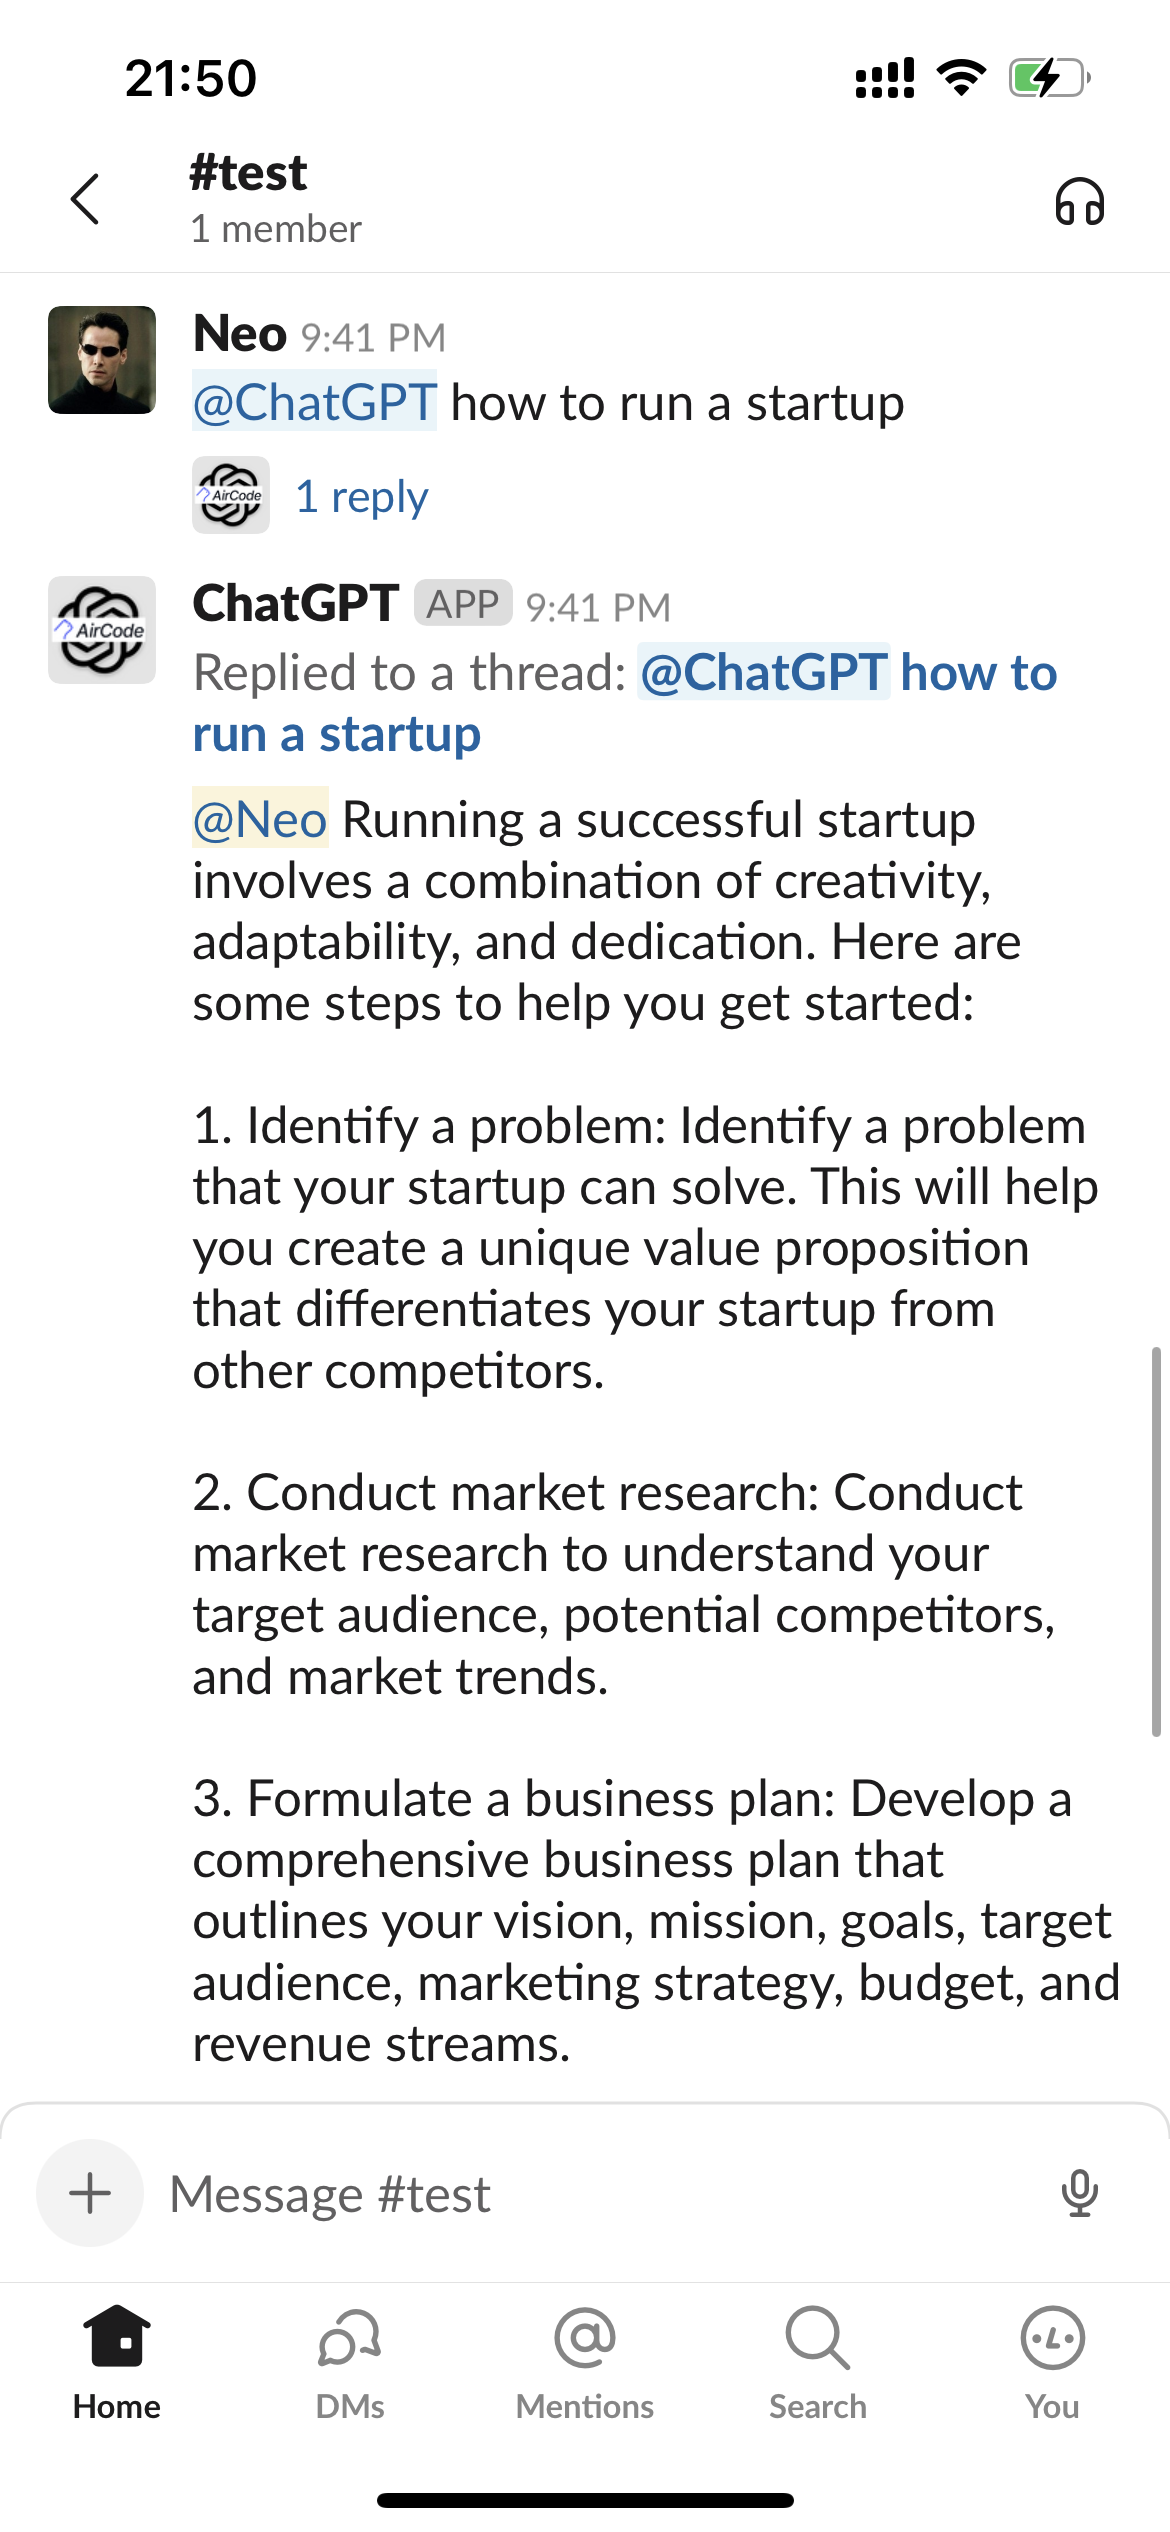 21:50
#test
1 member
Neo 9:41 PM
@ChatGPT how to run a startup
AirCode
1 reply
ChatGPT APP 9:41 PM
AirCode
Replied to a thread: @ChatGPT how to
run a startup
@Neo Running a successful startup
involves a combination of creativity,
adaptability, and dedication. Here are
some steps to help you get started:
1. Identify a problem: Identify a problem
that your startup can solve. This will help
you create a unique value proposition
that differentiates your startup from
other competitors.
2. Conduct market research: Conduct
market research to understand your
target audience, potential competitors,
and market trends.
3. Formulate a business plan: Develop a
comprehensive business plan that
outlines your vision, mission, goals, target
audience, marketing strategy, budget, and
revenue streams.
Message #test
Home
DMs
Mentions
Search
You